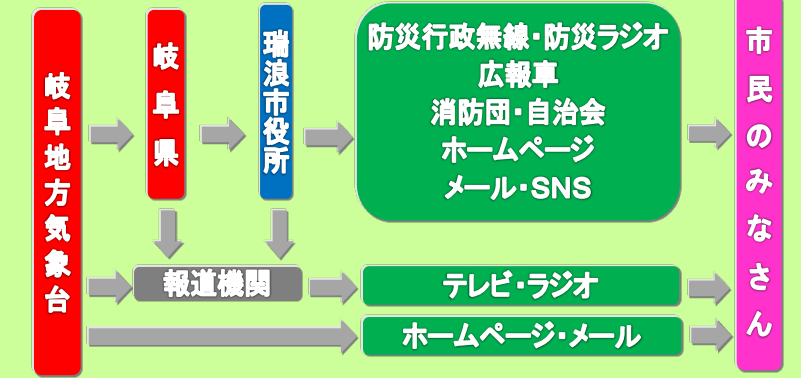 岐阜地方気象台
岐阜県
瑞浪市役所
防災行政無線・防災ラジオ
広報車
消防団・自治会
ホームページ
メール・SNS
報道機関
テレビ・ラジオ
ホームページ・メール
市民のみなさん